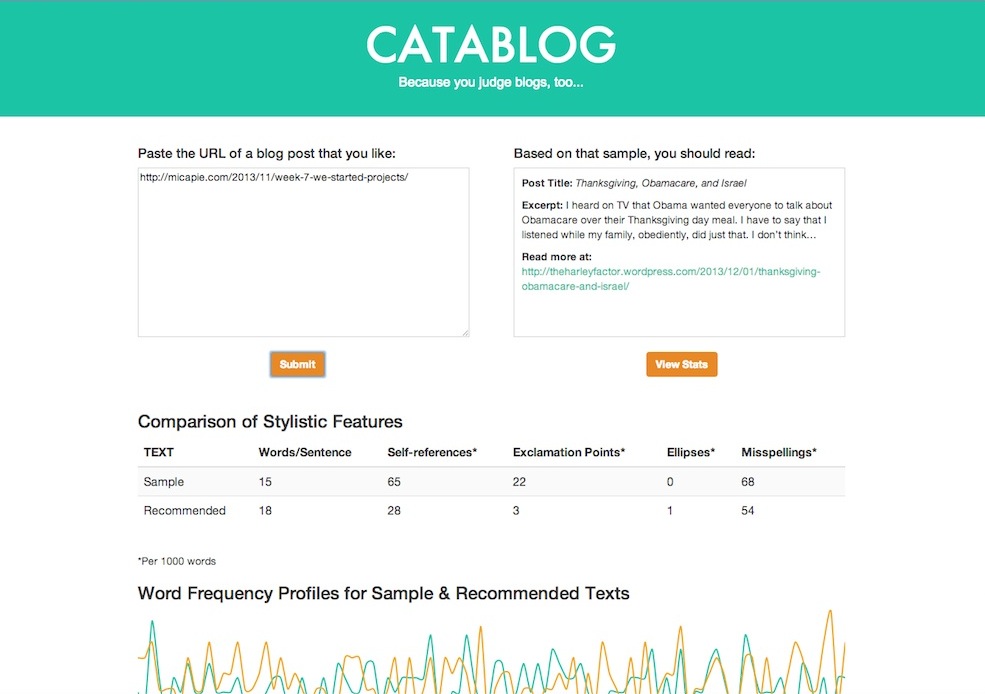 CATABLOG
Because you judge blogs, too...
Paste the URL of a blog post that you like:
http://micapie.com/2013/11/week-7-we-started-projects/
Submit
Based on that sample, you should read:
Post Title: Thanksgiving, Obamacare, and Israel
Excerpt: I heard on TV that Obama wanted everyone to talk about
Obamacare over their Thanksgiving day meal. I have to say that I
listened while my family, obediently, did just that. I don't think…
Read more at:
http://theharleyfactor.wordpress.com/2013/12/01/thanksgiving-
obamacare-and-israel/
View Stats
Comparison of Stylistic Features
TEXT Words/Sentence Self-references* Exclamation Points* Ellipses* Misspellings*
Sample 15 65 22 0 68
Recommended 18 28 3 1 54
*Per 1000 words
Word Frequency Profiles for Sample & Recommended Texts